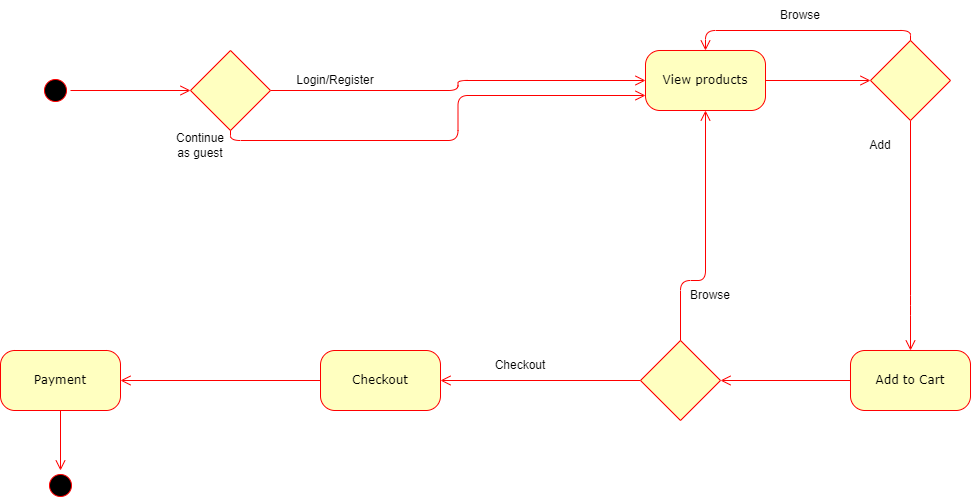 Browse
Login/Register
View products
Continue
as guest
Add
Browse
Checkout
Payment
Checkout
Add to Cart